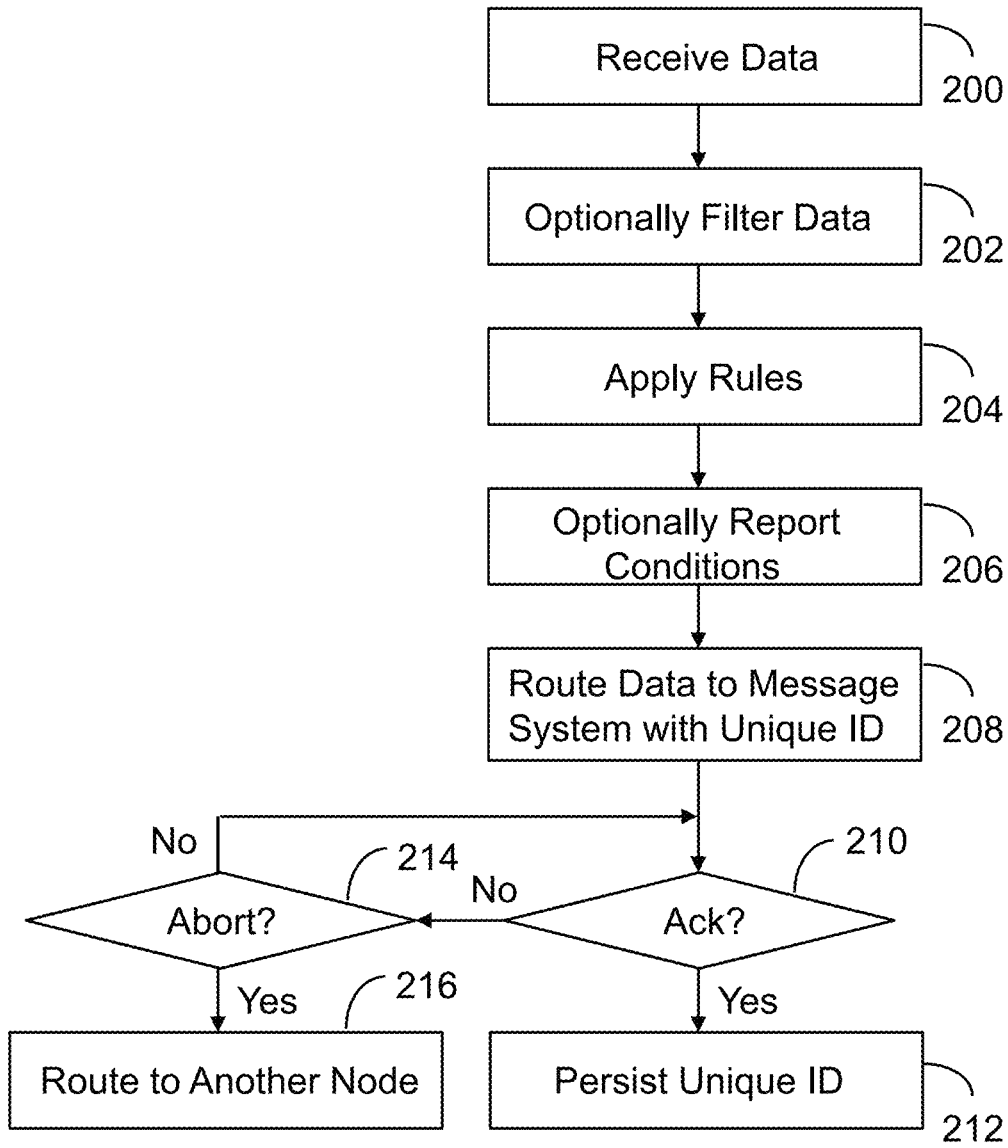 Receive Data
200
Optionally Filter Data
202
Apply Rules
204
Optionally Report
Conditions
206
Route Data to Message
System with Unique ID
208
No
214
No
210
Abort?
Ack?
Yes
216
Yes
Route to Another Node
Persist Unique ID
212